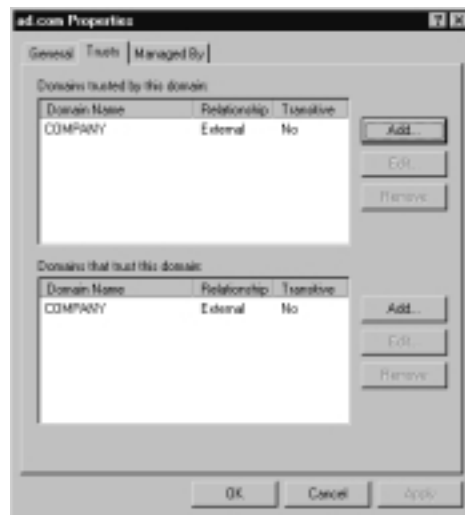 ad.com Properties
General Trusts Managed By
Domains trusted by this domain:
Domain Name Relationship Transitive
COMPANY External No
Add...
Edit...
Remove
Domains that trust this domain:
Domain Name Relationship Transitive
COMPANY External No
Add...
Edit...
Remove
OK Cancel Apply